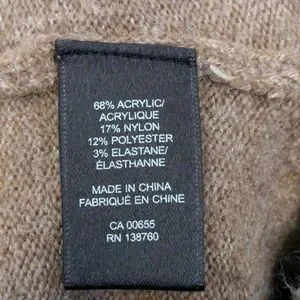 68% ACRYLIC/
ACRYLIQUE
17% NYLON
12% POLYESTER
3% ELASTANE/
ÉLASTHANNE
MADE IN CHINA
FABRIQUÉ EN CHINE
CA 00655
RN 138760